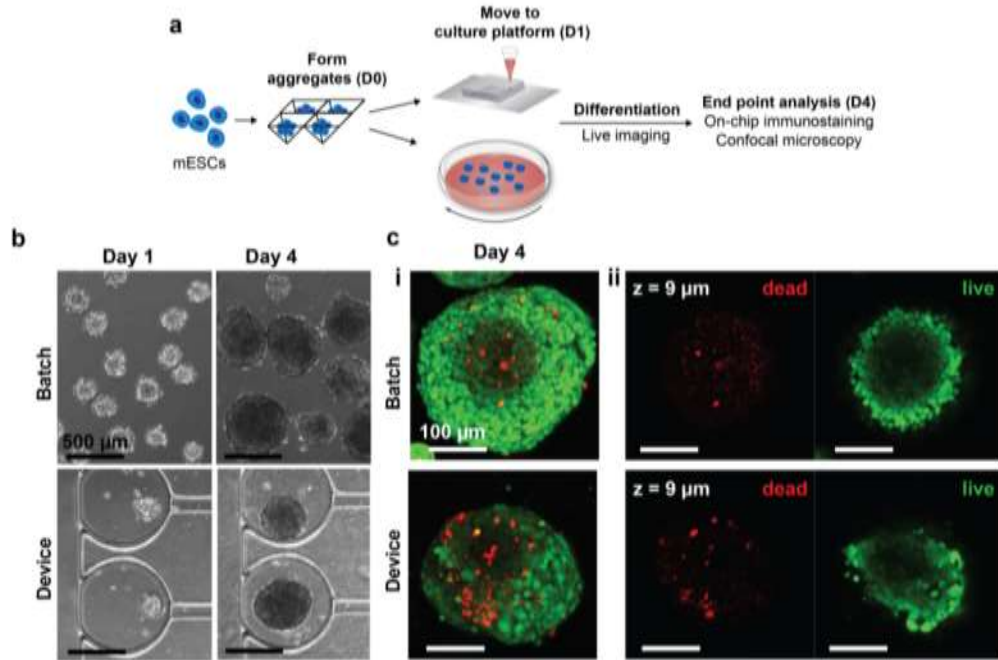 a
Move to
culture platform (D1)
Form
aggregates (D0)
mESCs
Differentiation
Live imaging
End point analysis (D4)
On-chip immunostaining
Confocal microscopy
b
Day 1
Day 4
Batch
500 µm
Device
c
Day 4
i
Batch
100 µm
Device
ii
z = 9 µm
dead
live
z = 9 µm
dead
live